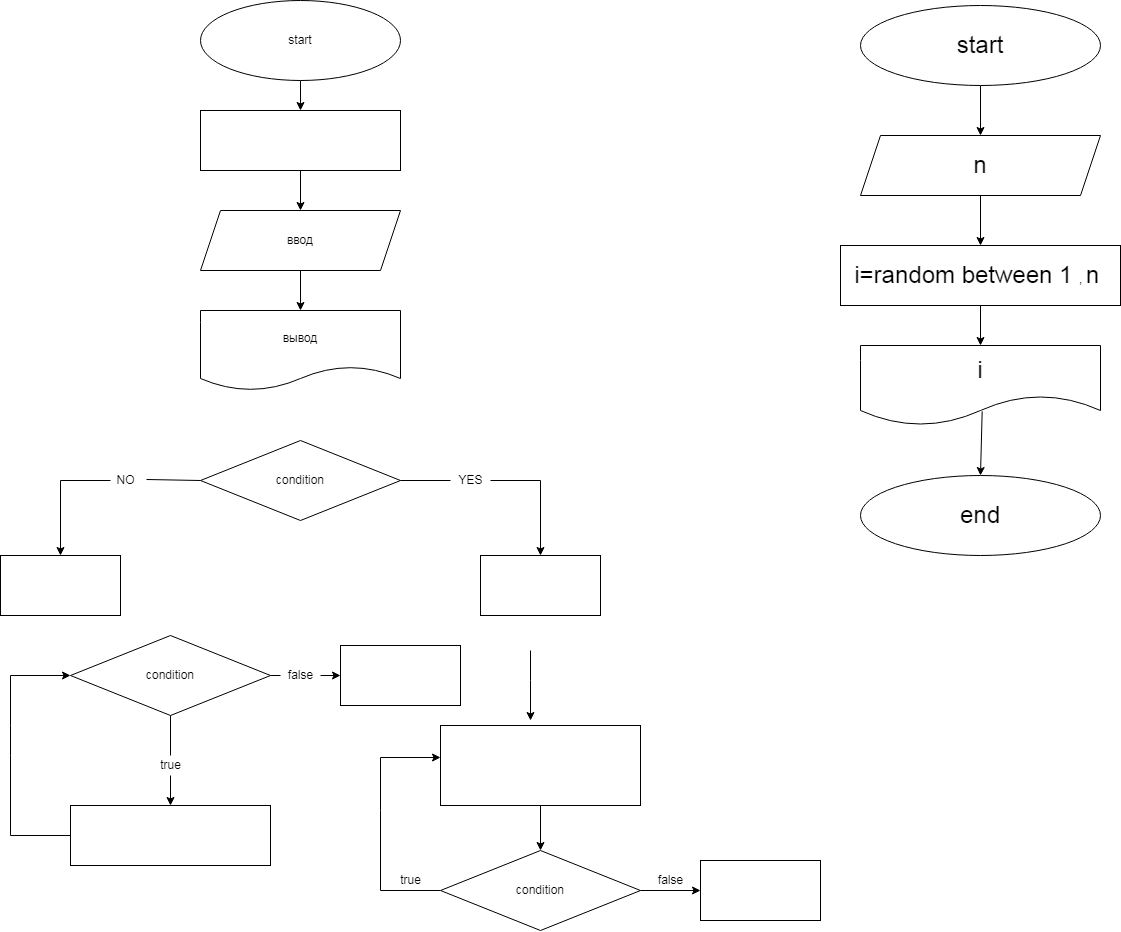 start
ввод
вывод
NO
condition
YES
condition
false
true
true
condition
false
start
n
i=random between 1 , n
i
end